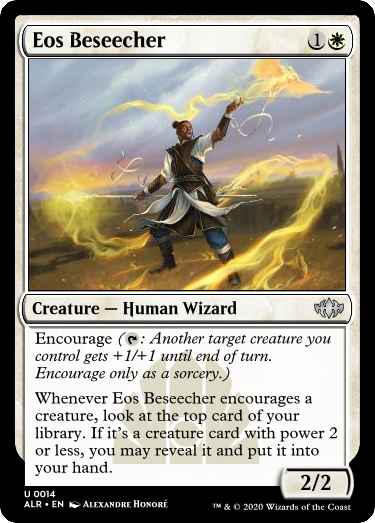 Eos Beseecher 1
Creature — Human Wizard
Encourage (T: Another target creature you
control gets +1/+1 until end of turn.
Encourage only as a sorcery.)
Whenever Eos Beseecher encourages a
creature, look at the top card of your
library. If it's a creature card with power 2
or less, you may reveal it and put it into
your hand.
2/2
U 0014
ALR • EN Alexandre Honoré
™ & © 2020 Wizards of the Coast